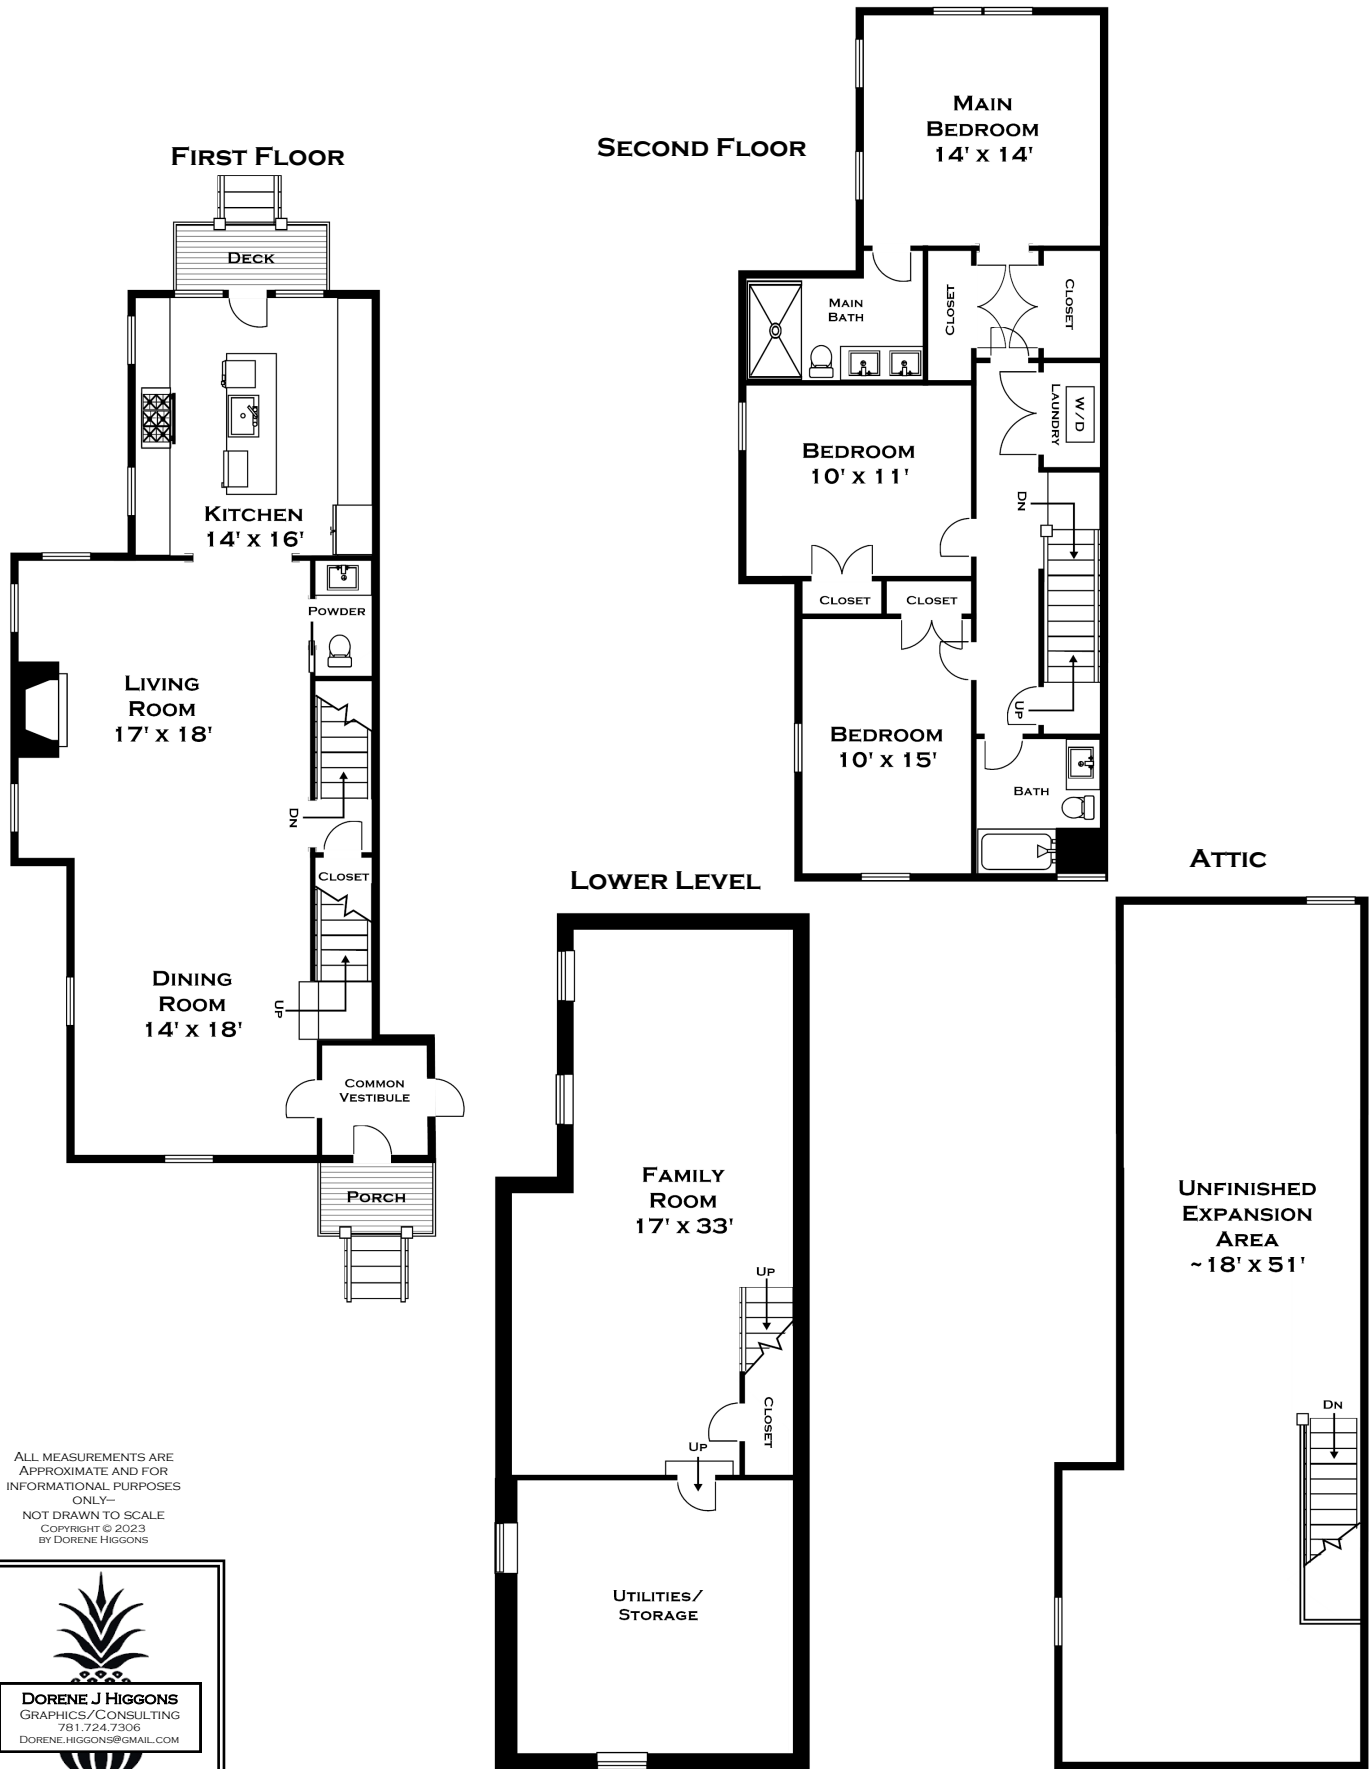 First Floor
Deck
Kitchen
14' x 16'
Powder
Living
Room
17' x 18'
Dn
Closet
Dining
Room
14' x 18'
Up
Common
Vestibule
Porch
Second Floor
Main
Bedroom
14' x 14'
Main
Bath
Closet
Closet
W/D
Laundry
Bedroom
10' x 11'
Dn
Closet
Closet
Up
Bedroom
10' x 15'
Bath
Lower Level
Family
Room
17' x 33'
Up
Closet
Up
Utilities/
Storage
Attic
Unfinished
Expansion
Area
~18' x 51'
Dn
All measurements are
Approximate and for
informational purposes
only–
not drawn to scale
Copyright © 2023
by Dorene Higgons
Dorene J Higgons
Graphics/Consulting
781.724.7306
Dorene.higgons@gmail.com